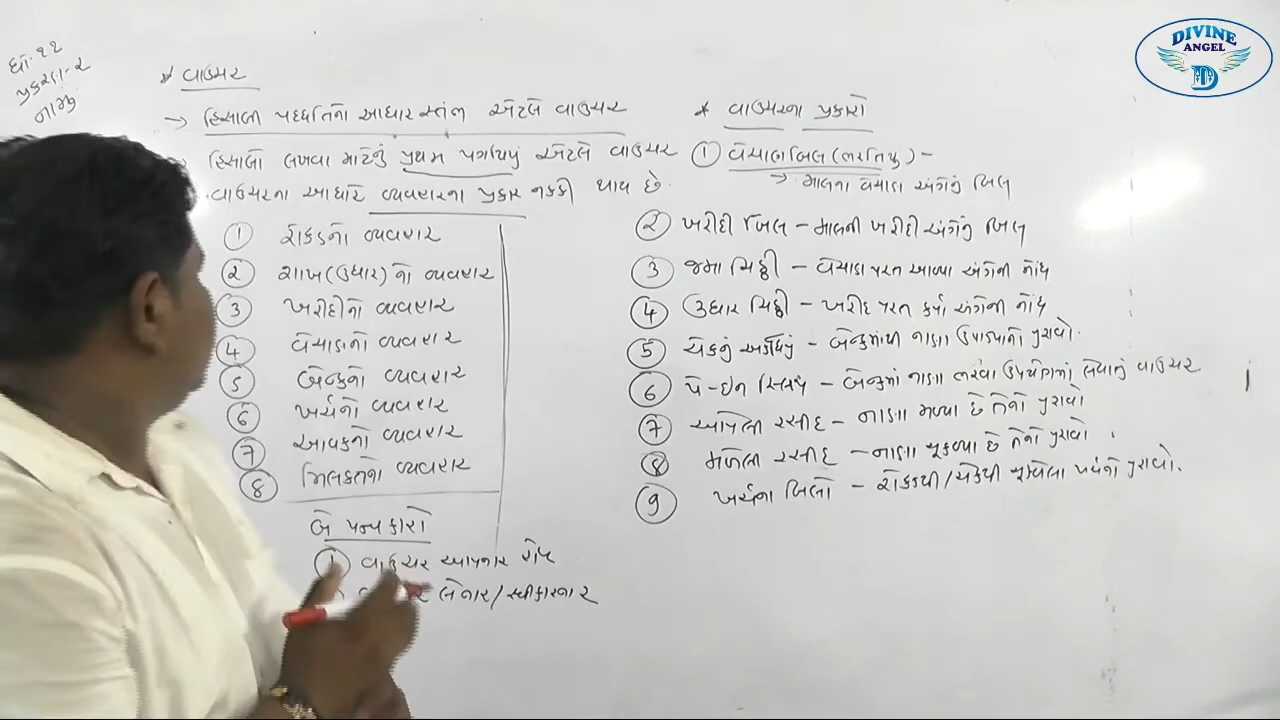 ધો. ૧૨
પ્રકરણ-૨
નામું
* વાઉચર
→ હિસાબી પધ્ધતિનો આધાર સ્તંભ એટલે વાઉચર
હિસાબો લખવા માટેનું પ્રથમ પગથિયું એટલે વાઉચર
વાઉચરના આધારે વ્યવહારના પ્રકાર નક્કી થાય છે.
① રોકડનો વ્યવહાર
② શાખ(ઉધાર)નો વ્યવહાર
③ ખરીદીનો વ્યવહાર
④ વેચાણનો વ્યવહાર
⑤ બેન્કનો વ્યવહાર
⑥ ખર્ચનો વ્યવહાર
⑦ આવકનો વ્યવહાર
⑧ મિલકતનો વ્યવહાર
બે પક્ષકારો
① વાઉચર આપનાર
લેનાર/સ્વીકારનાર
* વાઉચરના પ્રકારો
① વેચાણબિલ(ભરતિયુ) –
→ માલના વેચાણ અંગેનું બિલ
② ખરીદી બિલ – માલની ખરીદી અંગેનું બિલ
③ જમા ચિઠ્ઠી – વેચાણ પરત આવ્યા અંગેની નોંધ
④ ઉધાર ચિઠ્ઠી – ખરીદ પરત કર્યા અંગેની નોંધ
⑤ ચેકનું અડધિયું – બેન્કમાંથી નાણા ઉપાડ્યાનો પુરાવો.
⑥ પે-ઇન સ્લિપ – બેન્કમાં નાણા ભરવા ઉપયોગમાં લેવાતું વાઉચર
⑦ આપેલી રસીદ – નાણા મળ્યા છે તેનો પુરાવો
⑧ મળેલી રસીદ – નાણા ચૂકવ્યા છે તેનો પુરાવો.
⑨ ખર્ચના બિલો – રોકડથી/ચેકથી ચૂકવેલા ખર્ચનો પુરાવો.
DIVINE
ANGEL
D